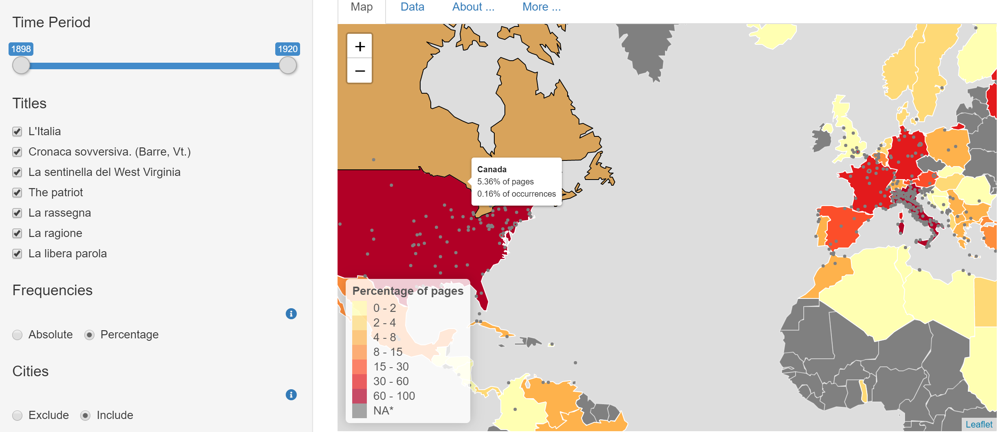 Time Period
1898
1920
Titles
L'Italia
Cronaca sovversiva. (Barre, Vt.)
La sentinella del West Virginia
The patriot
La rassegna
La ragione
La libera parola
Frequencies
Absolute
Percentage
Cities
Exclude
Include
Map
Data
About ...
More ...
+
−
Canada
5.36% of pages
0.16% of occurrences
Percentage of pages
0 - 2
2 - 4
4 - 8
8 - 15
15 - 30
30 - 60
60 - 100
NA*
Leaflet